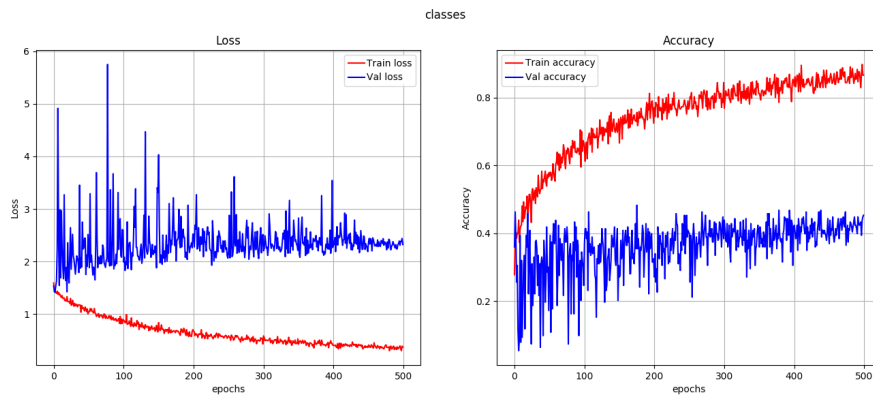 classes
Loss
6
5
4
3
2
1
Loss
0
100
200
300
400
500
epochs
Train loss
Val loss
Accuracy
0.8
0.6
0.4
0.2
Accuracy
0
100
200
300
400
500
epochs
Train accuracy
Val accuracy